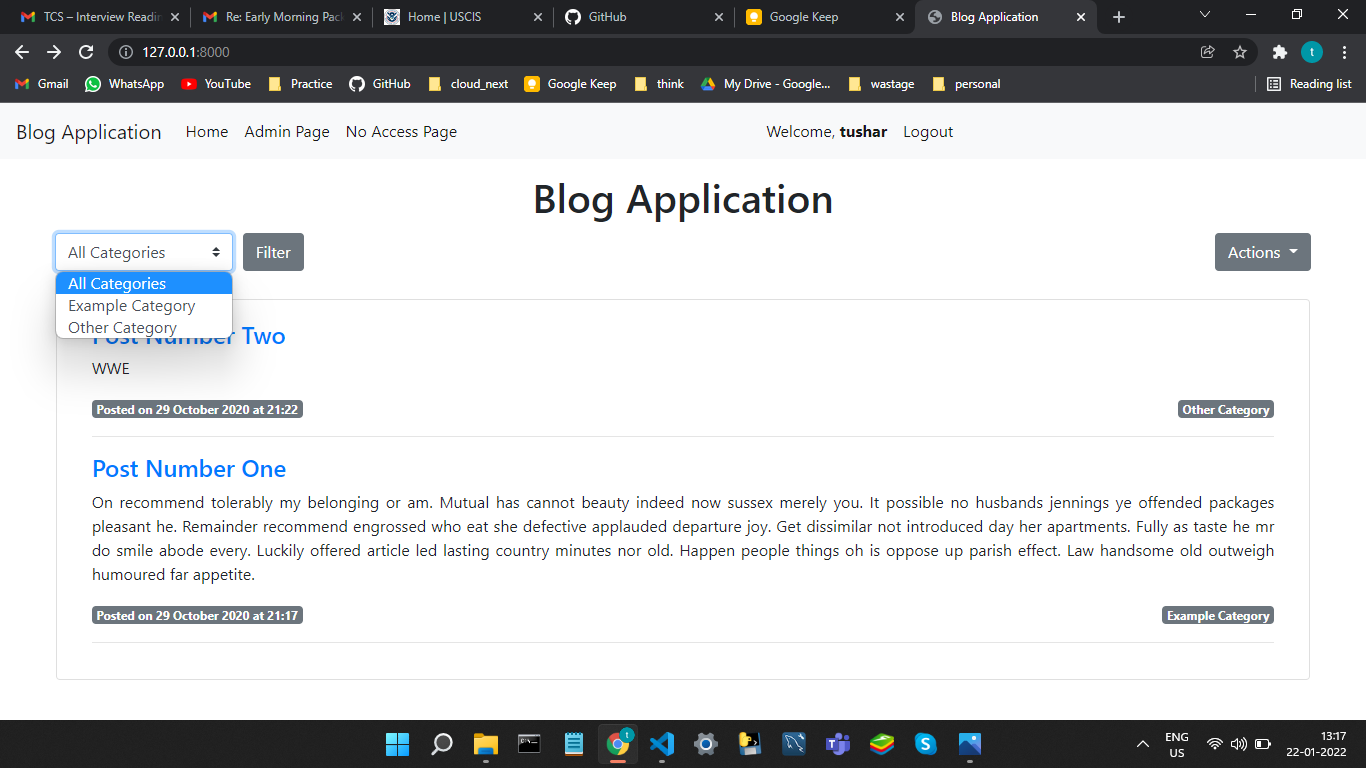 TCS – Interview Readin
Re: Early Morning Pack
Home | USCIS
GitHub
Google Keep
Blog Application
127.0.0.1:8000
t
Gmail
WhatsApp
YouTube
Practice
GitHub
cloud_next
Google Keep
think
My Drive - Google...
wastage
personal
Reading list
Blog Application Home Admin Page No Access Page Welcome, tushar Logout
Blog Application
All Categories Filter Actions
All Categories
Example Category
Other Category
Post Number Two
WWE
Posted on 29 October 2020 at 21:22 Other Category
Post Number One
On recommend tolerably my belonging or am. Mutual has cannot beauty indeed now sussex merely you. It possible no husbands jennings ye offended packages
pleasant he. Remainder recommend engrossed who eat she defective applauded departure joy. Get dissimilar not introduced day her apartments. Fully as taste he mr
do smile abode every. Luckily offered article led lasting country minutes nor old. Happen people things oh is oppose up parish effect. Law handsome old outweigh
humoured far appetite.
Posted on 29 October 2020 at 21:17 Example Category
ENG
US
13:17
22-01-2022